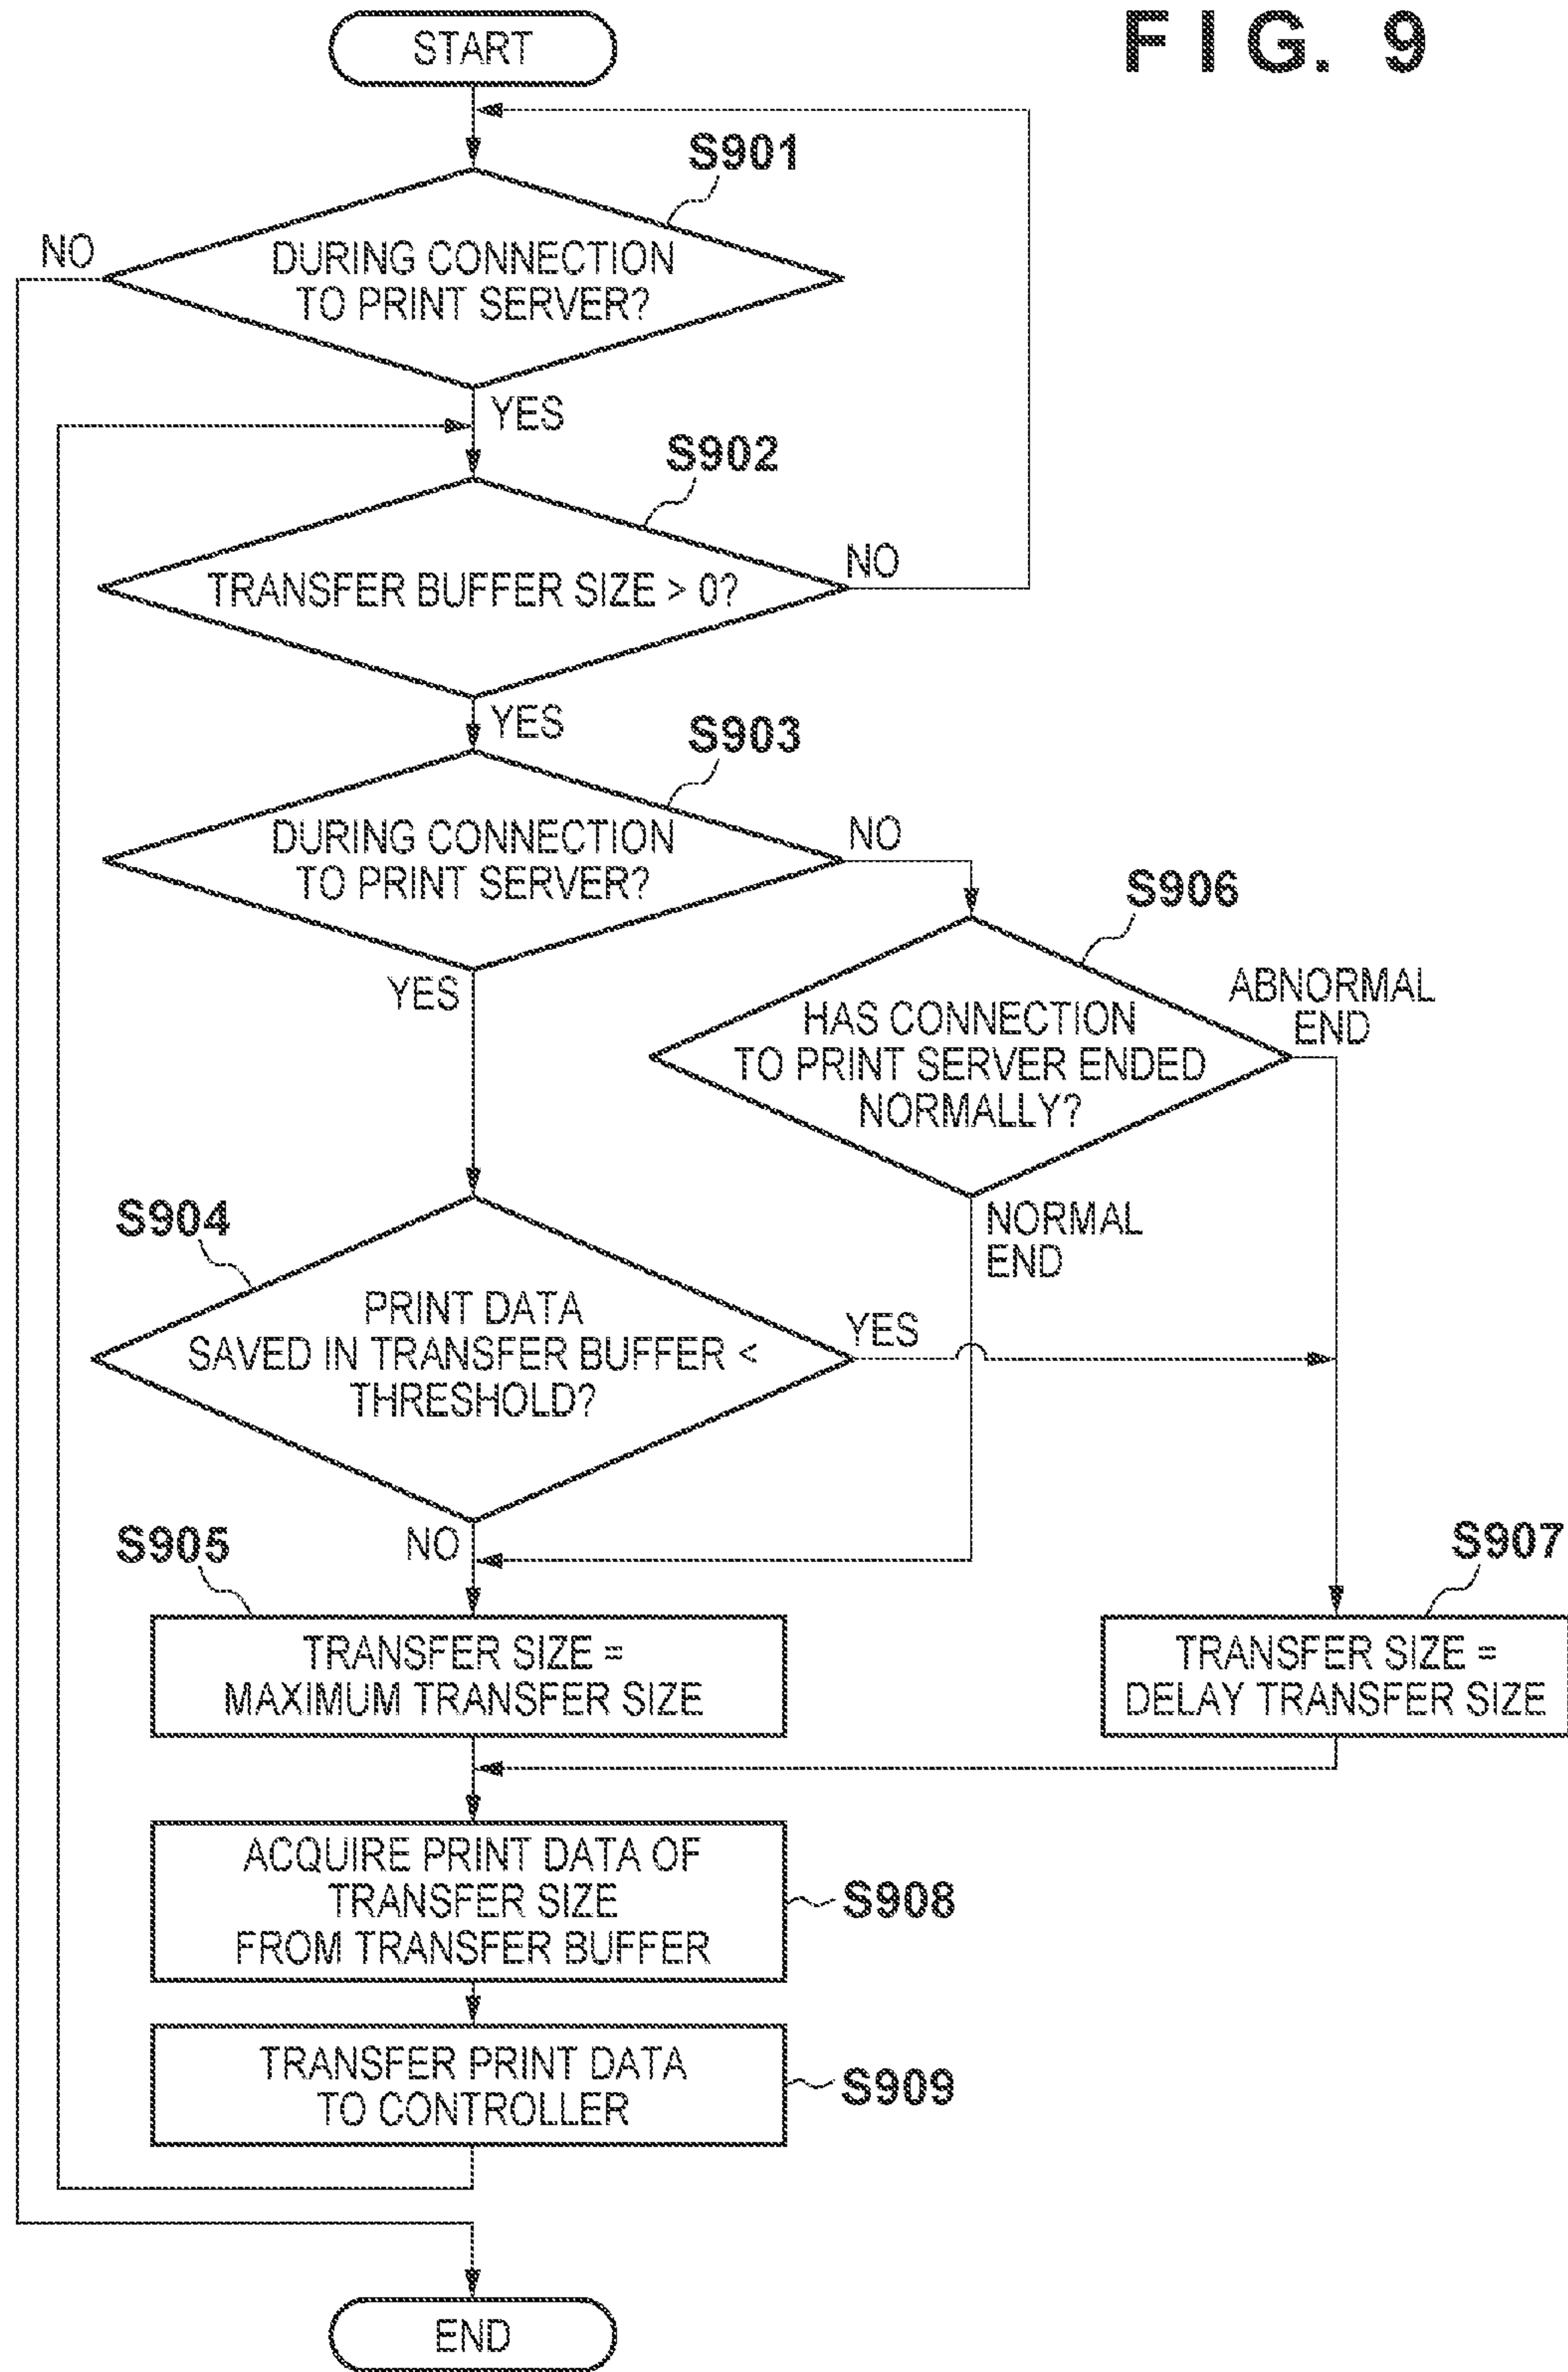 FIG. 9
START
S901
NO
DURING CONNECTION
TO PRINT SERVER?
YES
S902
NO
TRANSFER BUFFER SIZE > 0?
YES
S903
DURING CONNECTION
TO PRINT SERVER?
NO
S906
YES
ABNORMAL
END
HAS CONNECTION
TO PRINT SERVER ENDED
NORMALLY?
S904
NORMAL
END
PRINT DATA
SAVED IN TRANSFER BUFFER <
THRESHOLD?
YES
S905
NO
S907
TRANSFER SIZE =
MAXIMUM TRANSFER SIZE
TRANSFER SIZE =
DELAY TRANSFER SIZE
ACQUIRE PRINT DATA OF
TRANSFER SIZE
FROM TRANSFER BUFFER
S908
TRANSFER PRINT DATA
TO CONTROLLER
S909
END